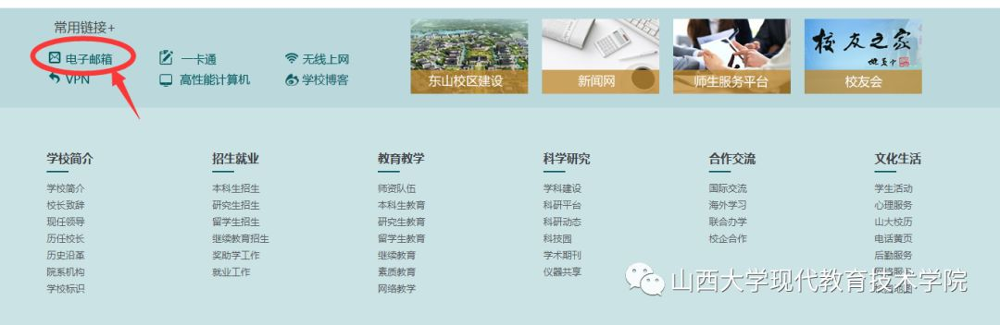 常用链接+
电子邮箱
一卡通
无线上网
VPN
高性能计算机
学校博客
东山校区建设
新闻网
师生服务平台
校友之家
校友会
学校简介
学校简介
校长致辞
现任领导
历任校长
历史沿革
院系机构
学校标识
招生就业
本科生招生
研究生招生
留学生招生
继续教育招生
奖助学工作
就业工作
教育教学
师资队伍
本科生教育
研究生教育
留学生教育
继续教育
素质教育
网络教学
科学研究
学科建设
科研平台
科研动态
科技园
学术期刊
仪器共享
合作交流
国际交流
海外学习
联合办学
校企合作
文化生活
学生活动
心理服务
山大校历
电话黄页
后勤服务
山西大学现代教育技术学院